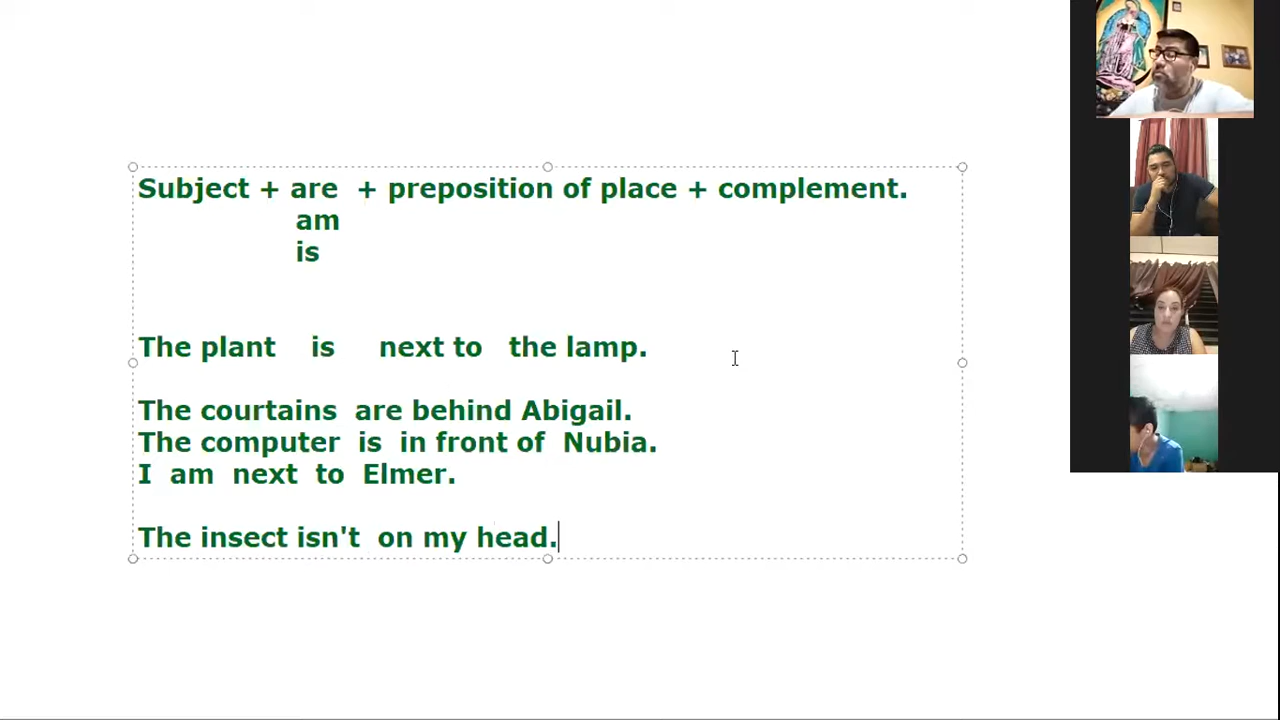 Subject + are + preposition of place + complement.
am
is
The plant is next to the lamp.
The courtains are behind Abigail.
The computer is in front of Nubia.
I am next to Elmer.
The insect isn't on my head.